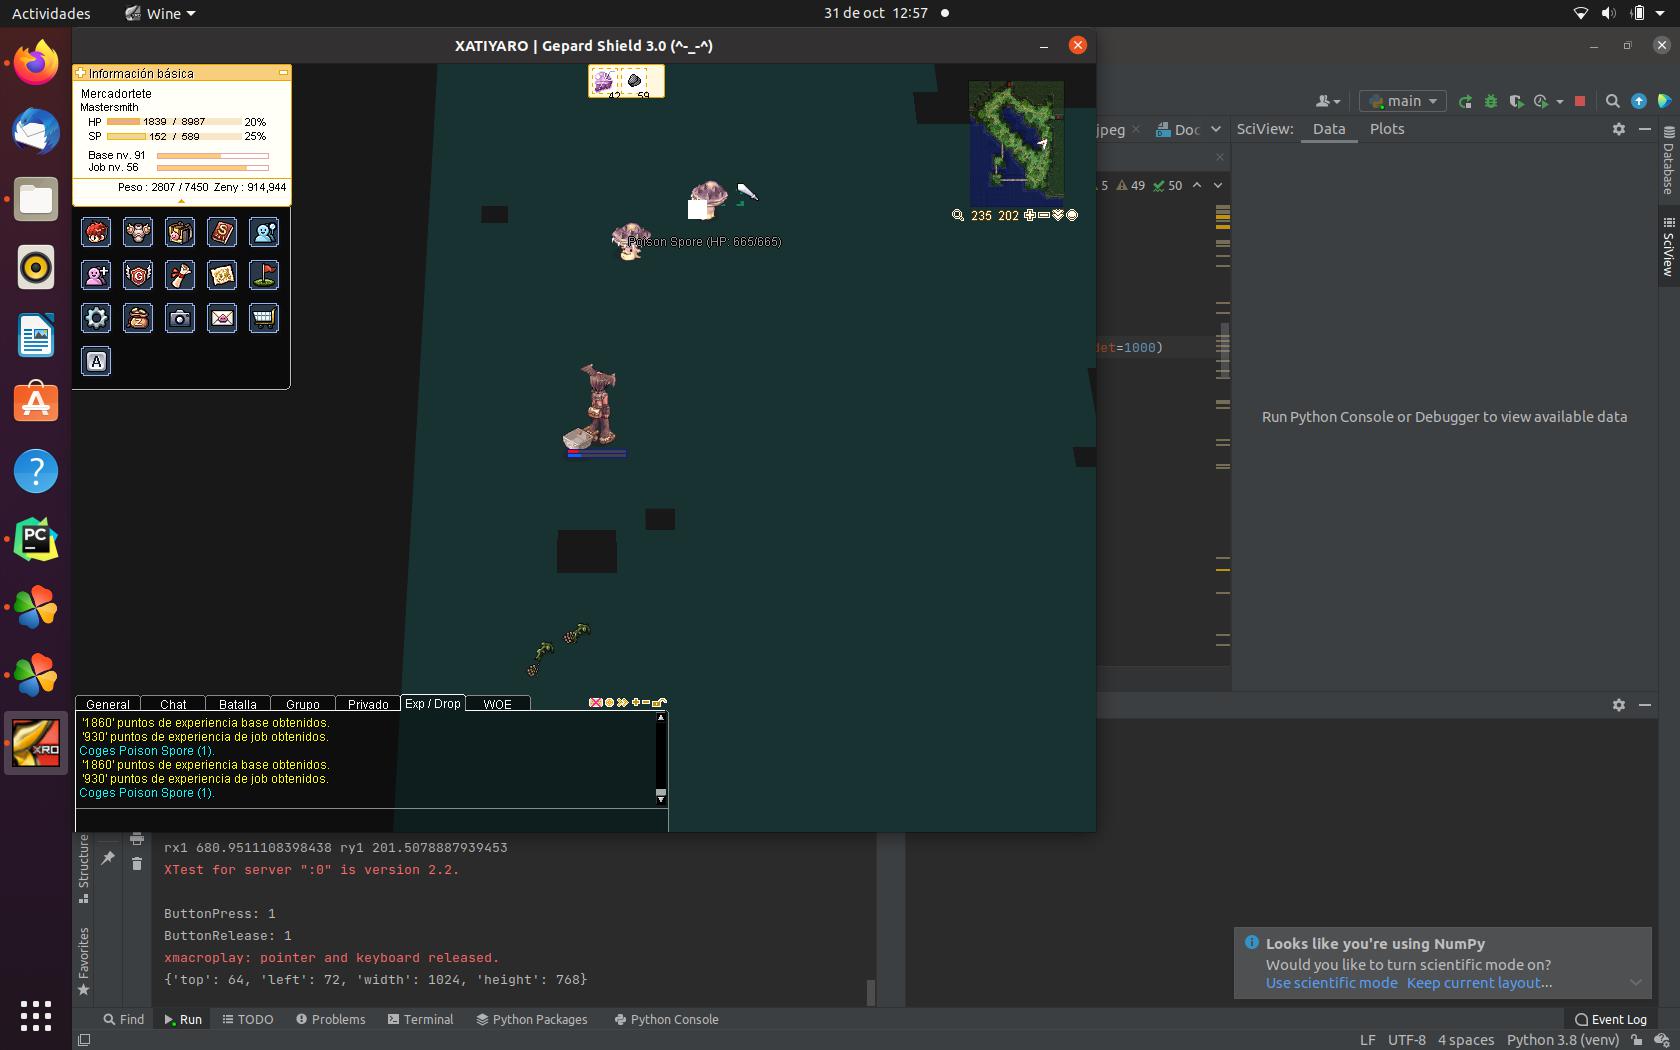 Actividades
Wine
31 de oct 12:57
XATIYARO | Gepard Shield 3.0 (^-_-^)
Información básica
Mercadortete
Mastersmith
HP 1839 / 8987 20%
SP 152 / 589 25%
Base nv. 91
Job nv. 56
Peso : 2807 / 7450 Zeny : 914,944
42 59
235 202
Poison Spore (HP: 665/665)
A
General Chat Batalla Grupo Privado Exp / Drop WOE
'1860' puntos de experiencia base obtenidos.
'930' puntos de experiencia de job obtenidos.
Coges Poison Spore (1).
'1860' puntos de experiencia base obtenidos.
'930' puntos de experiencia de job obtenidos.
Coges Poison Spore (1).
main
jpeg
Doc
SciView: Data Plots
5 49 50
=1000)
Run Python Console or Debugger to view available data
Database
SciView
PC
XRO
Structure
Favorites
rx1 680.9511108398438 ry1 201.5078887939453
XTest for server ":0" is version 2.2.
ButtonPress: 1
ButtonRelease: 1
xmacroplay: pointer and keyboard released.
{'top': 64, 'left': 72, 'width': 1024, 'height': 768}
Looks like you're using NumPy
Would you like to turn scientific mode on?
Use scientific mode Keep current layout...
Find Run TODO Problems Terminal Python Packages Python Console
Event Log
LF UTF-8 4 spaces Python 3.8 (venv)